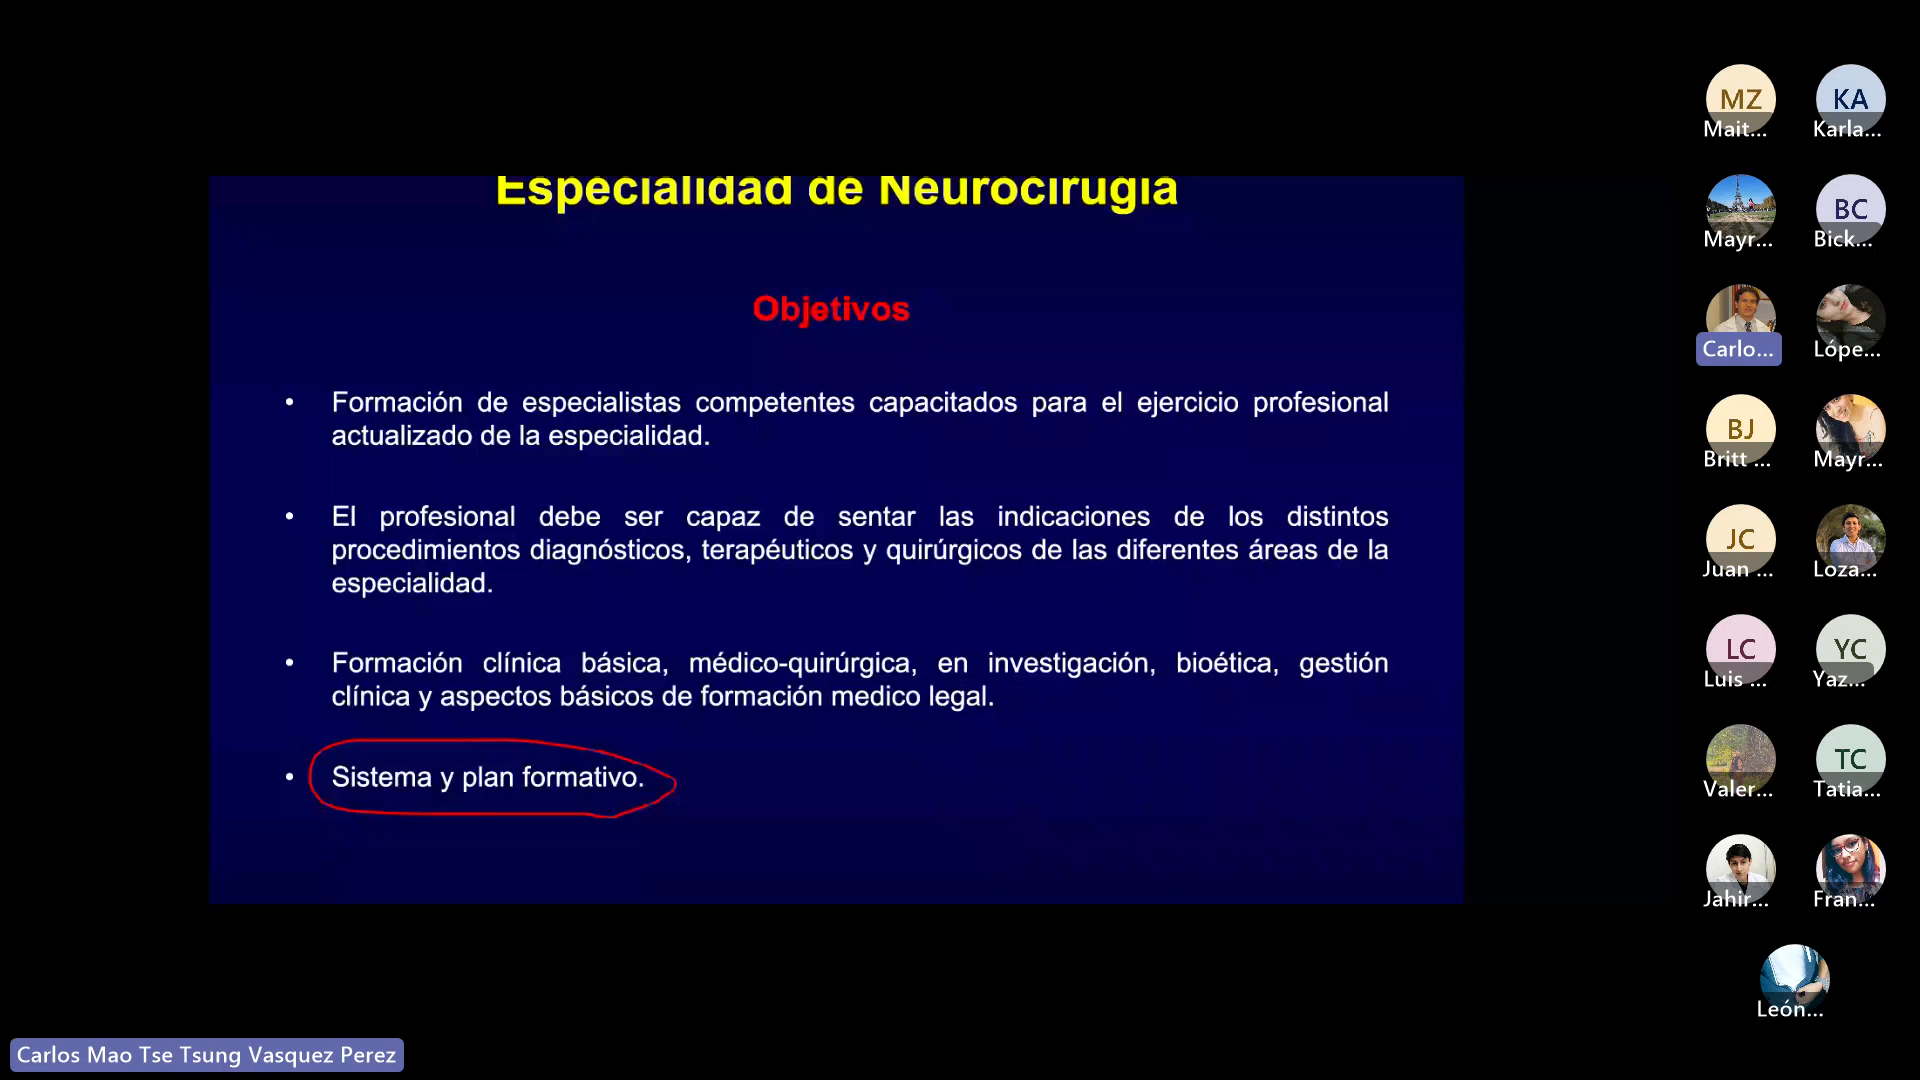 Especialidad de Neurocirugía
Objetivos
• Formación de especialistas competentes capacitados para el ejercicio profesional
actualizado de la especialidad.
• El profesional debe ser capaz de sentar las indicaciones de los distintos
procedimientos diagnósticos, terapéuticos y quirúrgicos de las diferentes áreas de la
especialidad.
• Formación clínica básica, médico-quirúrgica, en investigación, bioética, gestión
clínica y aspectos básicos de formación medico legal.
• Sistema y plan formativo.
MZ
Mait...
KA
Karla...
Mayr...
BC
Bick...
Carlo...
Lópe...
BJ
Britt ...
Mayr...
JC
Juan ...
Loza...
LC
Luis ...
YC
Yaz...
Valer...
TC
Tatia...
Jahir...
Fran...
León...
Carlos Mao Tse Tsung Vasquez Perez